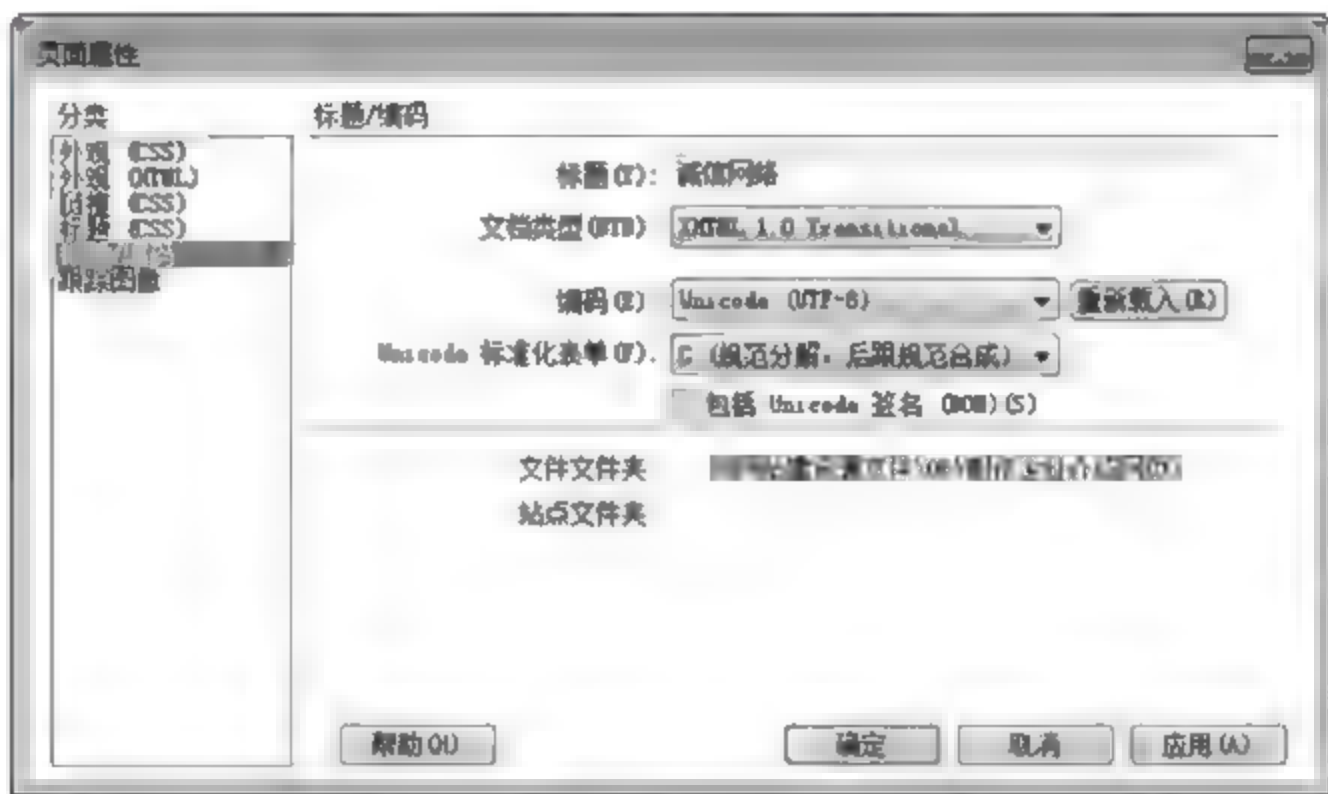 页面属性
分类
外观 (CSS)
外观 (HTML)
链接 (CSS)
标题 (CSS)
跟踪图像
标题/编码
标题(T): 诚信网络
文档类型(DTD) XHTML 1.0 Transitional
编码(E) Unicode (UTF-8) 重新载入(R)
Unicode 标准化表单(F). C (规范分解，后跟规范合成)
包括 Unicode 签名 (BOM)(S)
文件文件夹
站点文件夹
帮助(H) 确定 取消 应用(A)